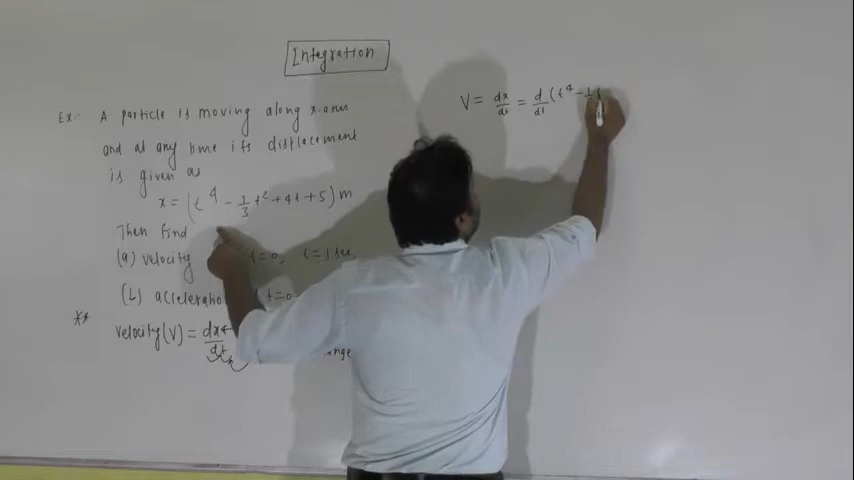 Integration
Ex:- A particle is moving along x-axis
and at any time its displacement
is given as
x = (t⁴ - 1/3 t² + 4t + 5) m
Then find
(a) velocity t=0, t=1 sec.
(b) acceleratio t=0
** velocity (V) = dx/dt
V = dx/dt = d/dt (t⁴ - 1/3 t